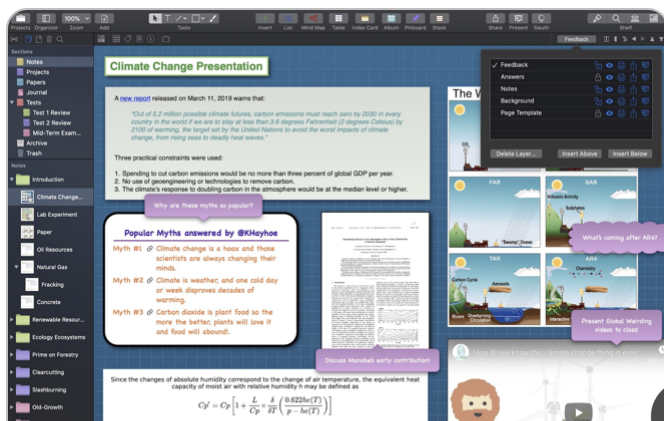 100%
Projects Organizer Zoom Add Tools Insert List Mind Map Table Index Card Album Pinboard Stack Share Present Sleuth Shelf
Feedback
Sections
Notes
Projects
Papers
Journal
Tests
Test 1 Review
Test 2 Review
Mid-Term Exam...
Archive
Trash
Notes
Introduction
Climate Change...
Lab Experiment
Paper
Oil Resources
Natural Gas
Fracking
Concrete
Renewable Resour...
Ecology Ecosystems
Prime on Forestry
Clearcutting
Slashburning
Old-Growth
Climate Change Presentation
A new report released on March 11, 2019 warns that:
"Out of 5.2 million possible climate futures, carbon emissions must reach zero by 2030 in every
country in the world if we are to stay at less than 3.6 degrees Fahrenheit (2 degrees Celsius) by
2100 of warming, the target set by the United Nations to avoid the worst impacts of climate
change, from rising seas to deadly heat waves."
Three practical constraints were used:
1. Spending to cut carbon emissions would be no more than three percent of global GDP per year.
2. No use of geoengineering or technologies to remove carbon.
3. The climate's response to doubling carbon in the atmosphere would be at the median level or higher.
Why are these myths so popular?
Popular Myths answered by @KHayhoe
Myth #1 Climate change is a hoax and those
scientists are always changing their
minds.
Myth #2 Climate is weather, and one cold day
or week disproves decades of
warming.
Myth #3 Carbon dioxide is plant food so the
more the better, plants will love it
and food will abound!.
Discuss Manabe's early contribution!
Since the changes of absolute humidity correspond to the change of air temperature, the equivalent heat
capacity of moist air with relative humidity h may be defined as
Cp' = Cp [1 + L/Cp × δ/δT (0.622he(T)/p − he(T))]
The W
✓ Feedback
Answers
Notes
Background
Page Template
Delete Layer...
Insert Above
Insert Below
FAR
SAR
Volcanic Activity
Sulphates
"Swamp" Ocean
What's coming after AR4?
TAR
AR4
Carbon Cycle
Aerosols
Rivers
Overturning
Circulation
Chemistry
Interactive
Present Global Weirding
videos to class!
How do we know this climate change thing